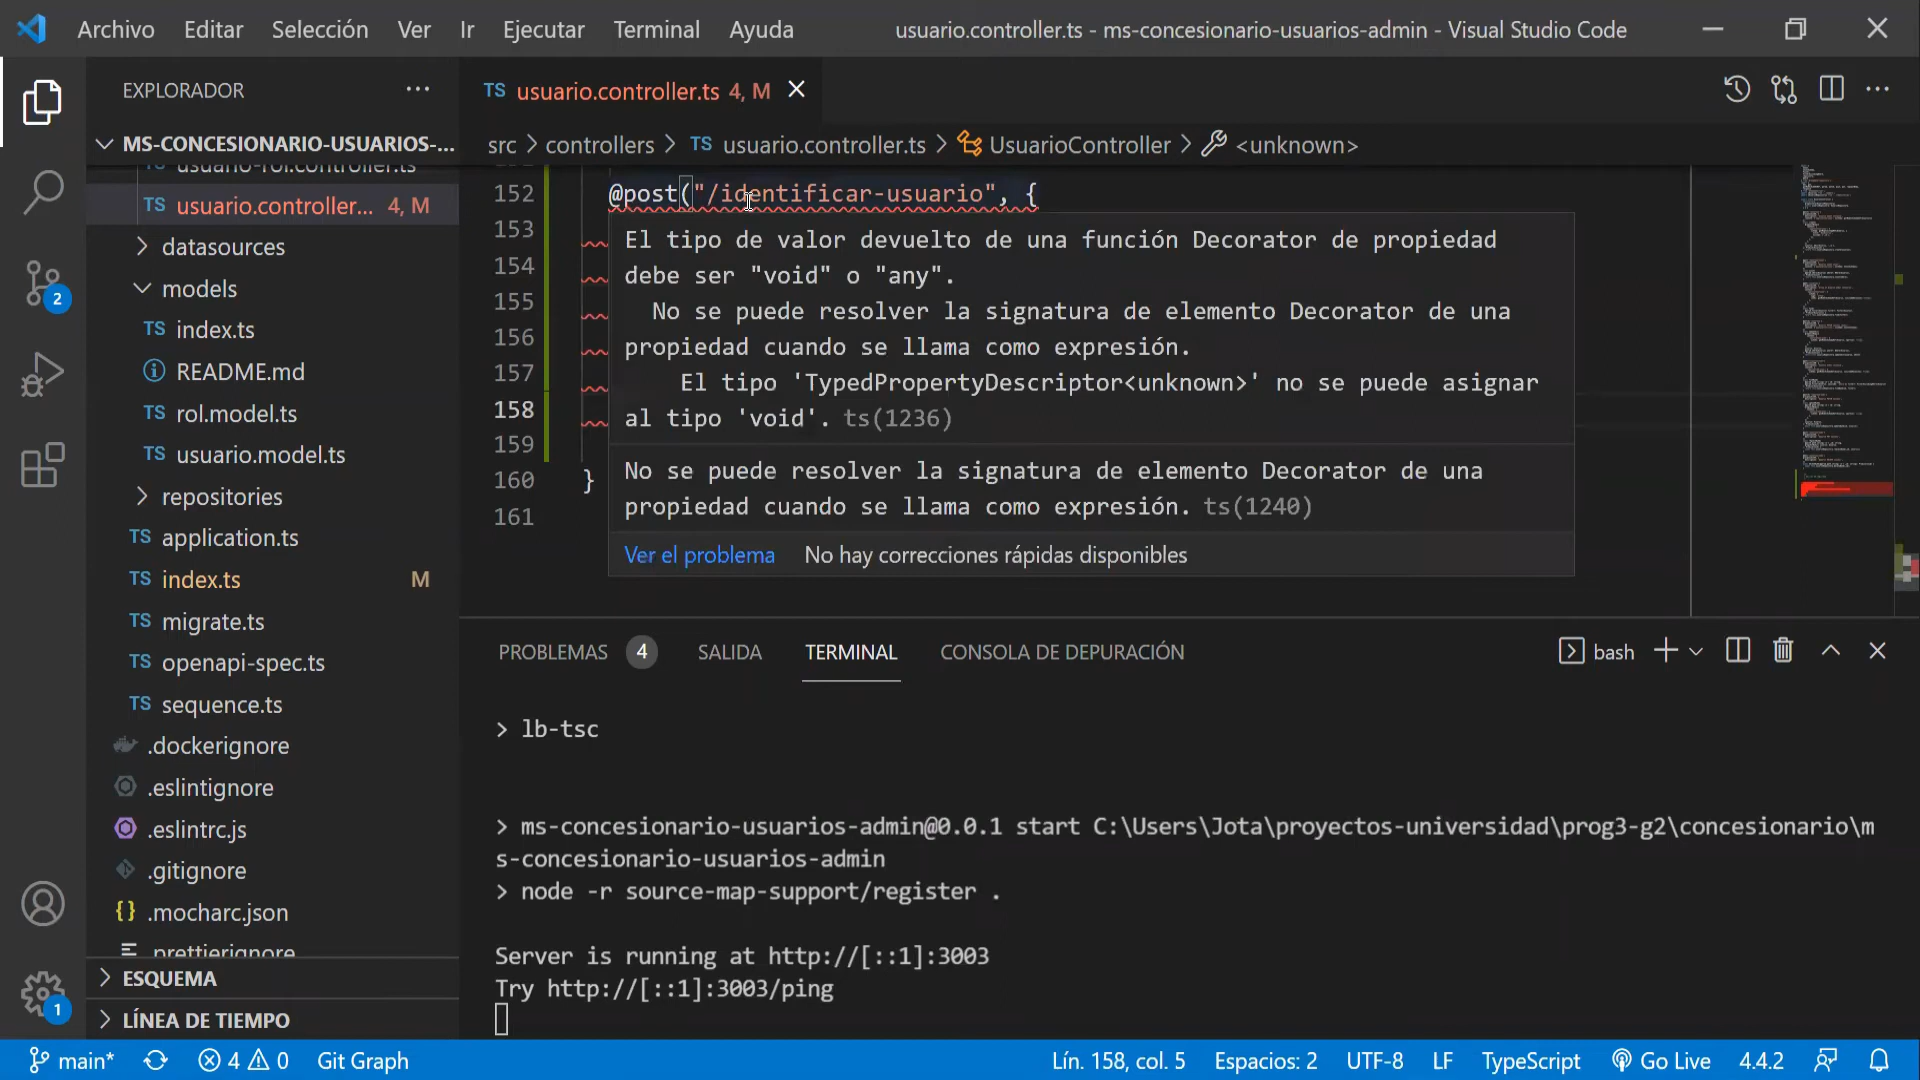 Archivo Editar Selección Ver Ir Ejecutar Terminal Ayuda usuario.controller.ts - ms-concesionario-usuarios-admin - Visual Studio Code
EXPLORADOR
TS usuario.controller.ts 4, M
MS-CONCESIONARIO-USUARIOS-...
src > controllers > TS usuario.controller.ts > UsuarioController > <unknown>
usuario-rol.controller.ts
TS usuario.controller... 4, M
datasources
models
TS index.ts
README.md
TS rol.model.ts
TS usuario.model.ts
repositories
TS application.ts
TS index.ts M
TS migrate.ts
TS openapi-spec.ts
TS sequence.ts
.dockerignore
.eslintignore
.eslintrc.js
.gitignore
{} .mocharc.json
.prettierignore
ESQUEMA
LÍNEA DE TIEMPO
2
1
152 @post("/identificar-usuario", {
153
154
155
156
157
158
159
160 }
161
El tipo de valor devuelto de una función Decorator de propiedad
debe ser "void" o "any".
No se puede resolver la signatura de elemento Decorator de una
propiedad cuando se llama como expresión.
El tipo 'TypedPropertyDescriptor<unknown>' no se puede asignar
al tipo 'void'. ts(1236)
No se puede resolver la signatura de elemento Decorator de una
propiedad cuando se llama como expresión. ts(1240)
Ver el problema No hay correcciones rápidas disponibles
PROBLEMAS 4 SALIDA TERMINAL CONSOLA DE DEPURACIÓN bash
> lb-tsc
> ms-concesionario-usuarios-admin@0.0.1 start C:\Users\Jota\proyectos-universidad\prog3-g2\concesionario\m
s-concesionario-usuarios-admin
> node -r source-map-support/register .
Server is running at http://[::1]:3003
Try http://[::1]:3003/ping
main* 4 0 Git Graph Lín. 158, col. 5 Espacios: 2 UTF-8 LF TypeScript Go Live 4.4.2